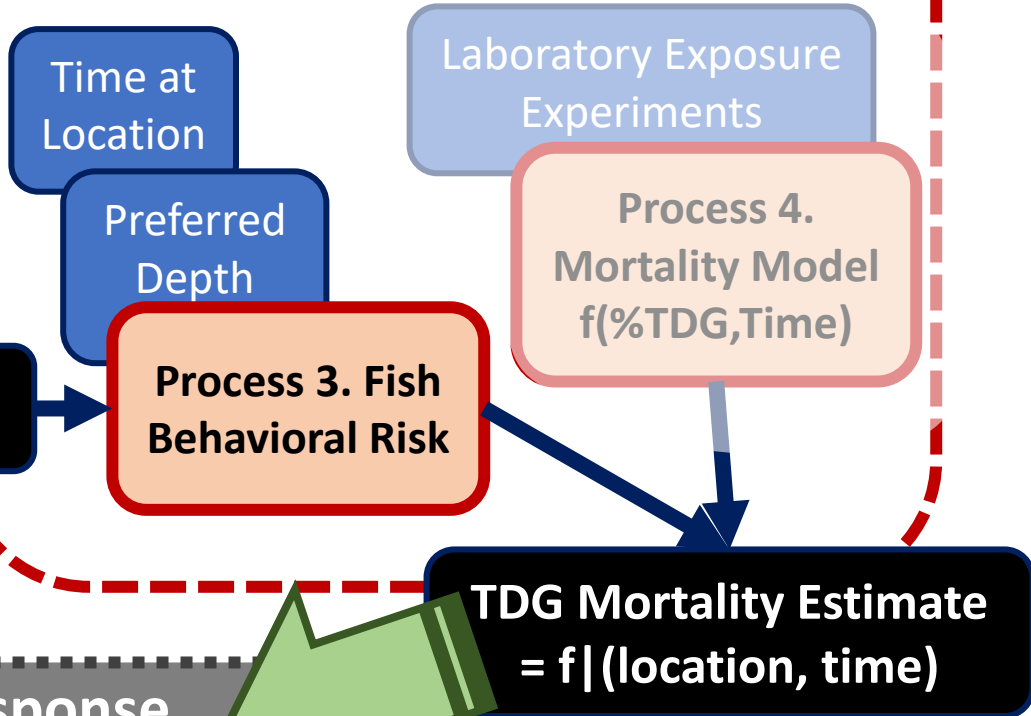 Time at
Location
Laboratory Exposure
Experiments
Preferred
Depth
Process 4.
Mortality Model
f(%TDG,Time)
Process 3. Fish
Behavioral Risk
TDG Mortality Estimate
= f|(location, time)